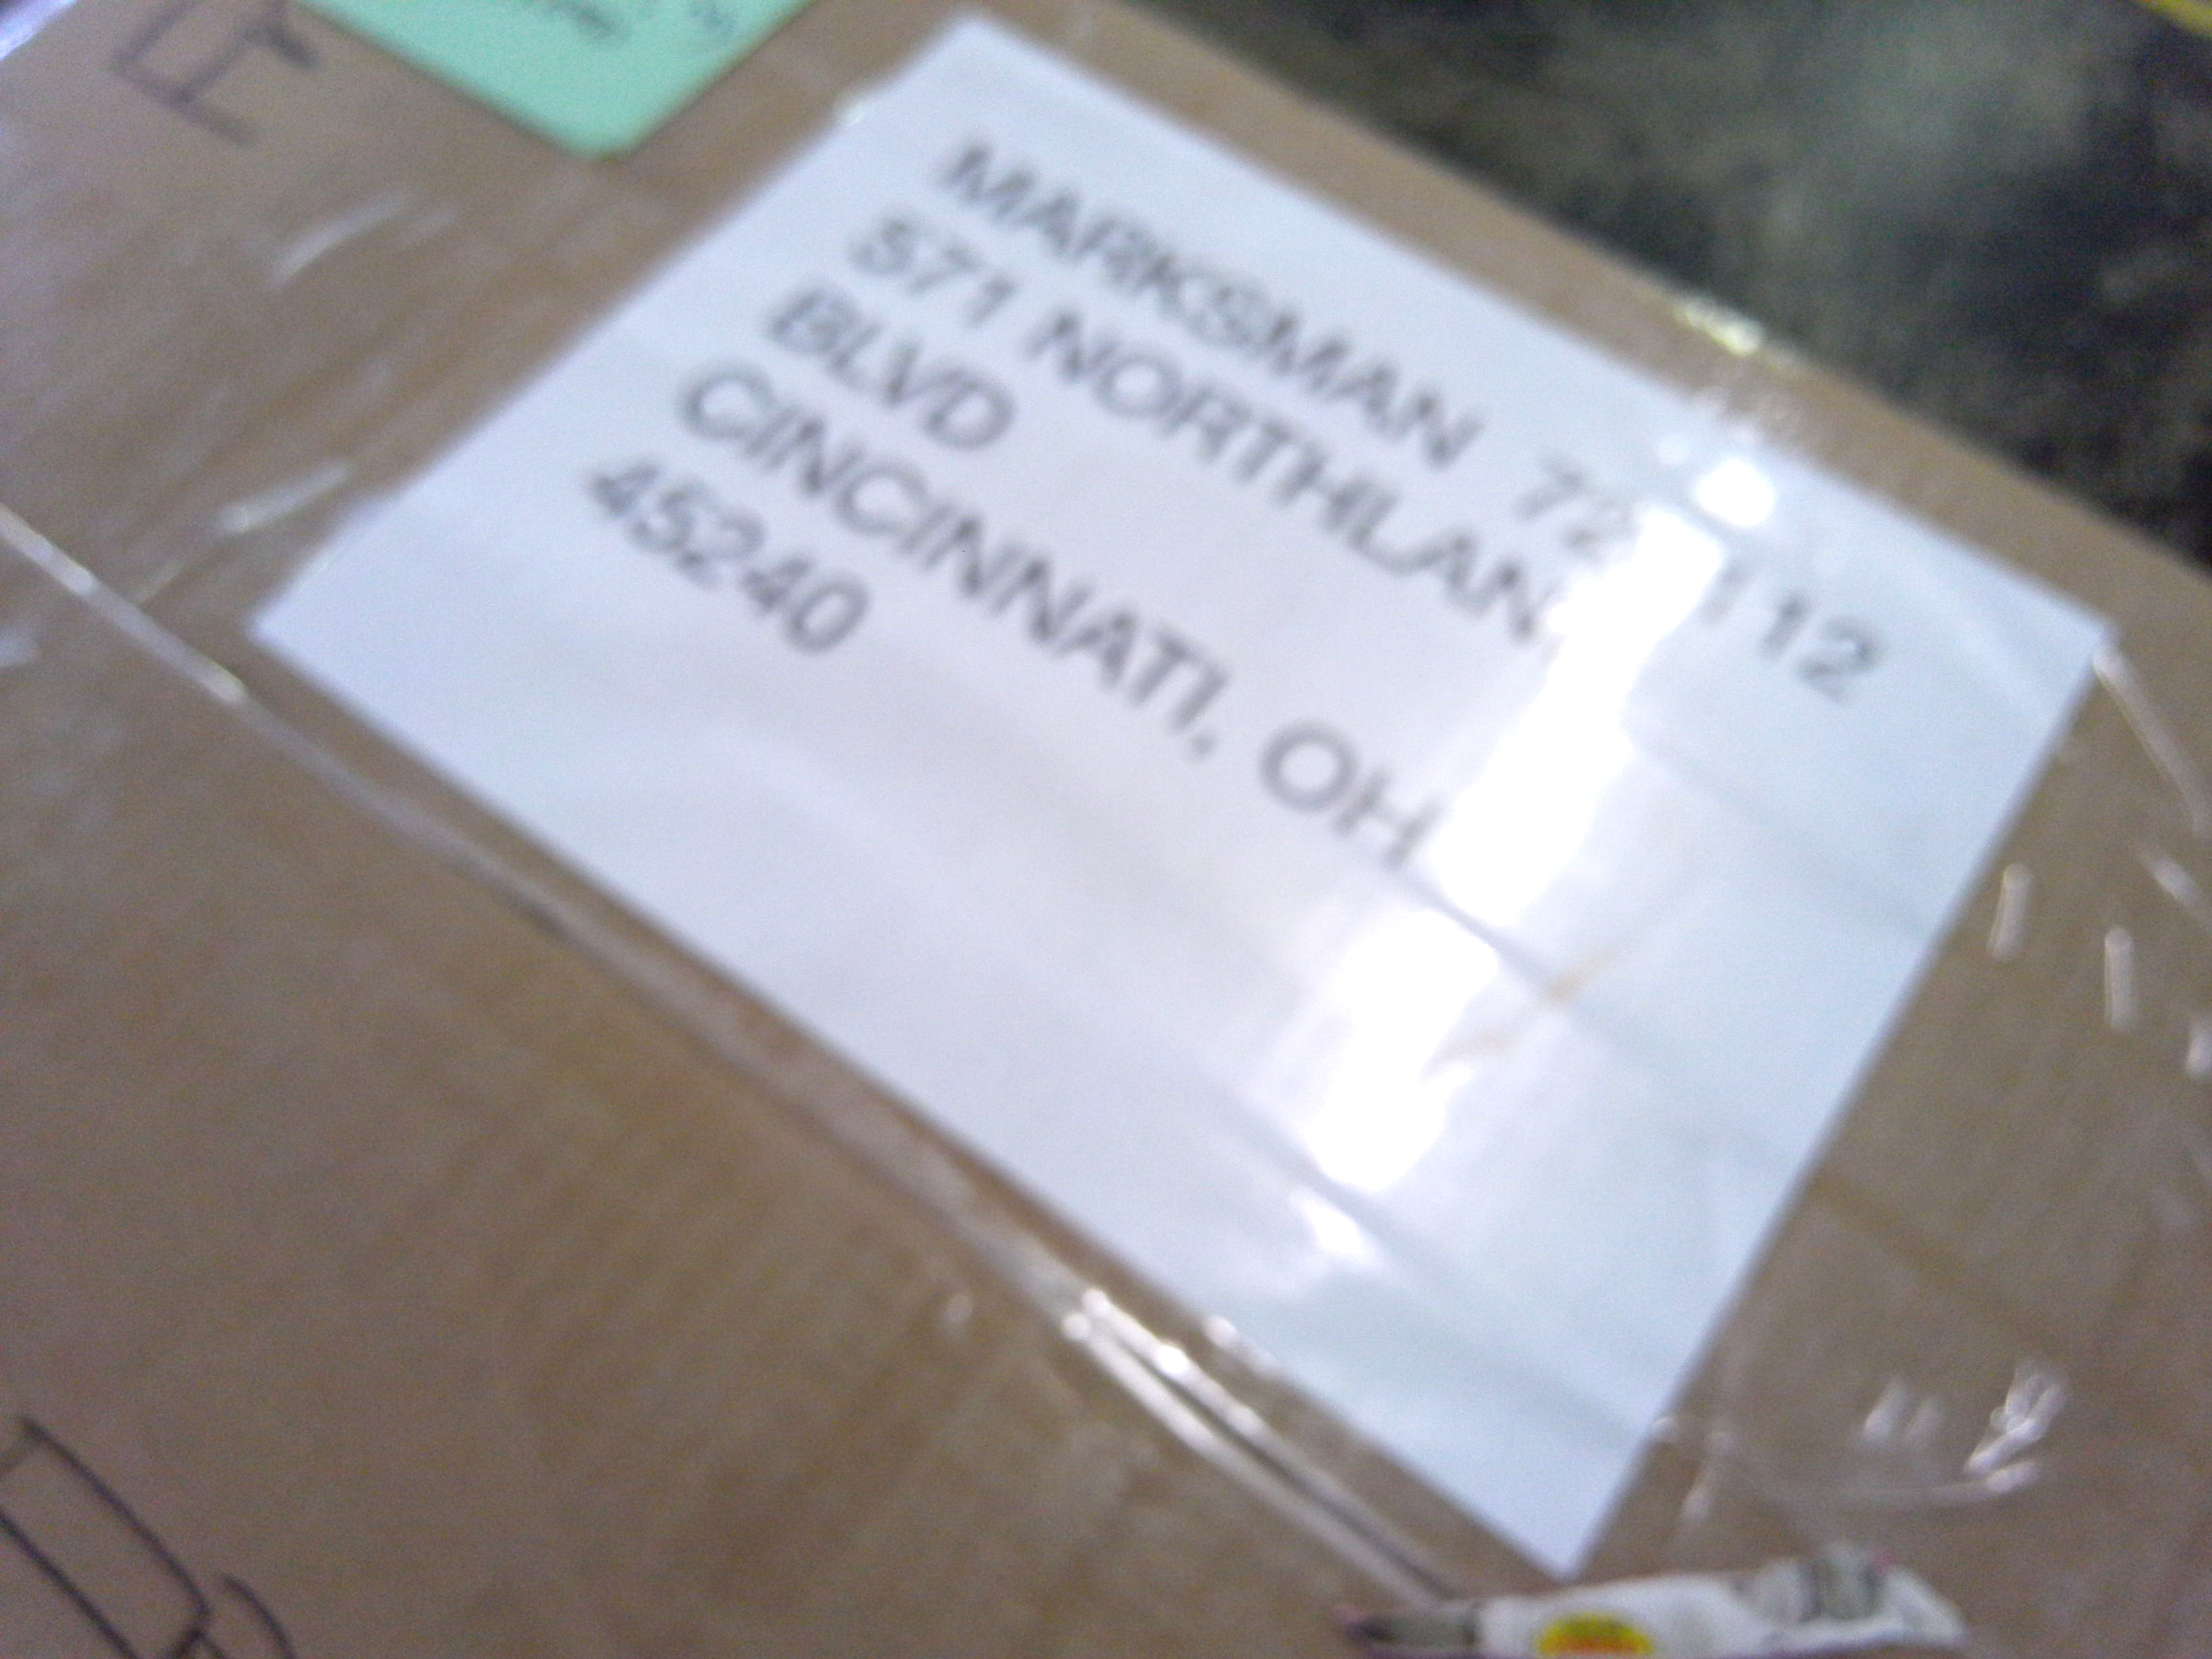 MARKSMAN
571 NORTHLAN
BLVD
CINCINNATI, OH
45240